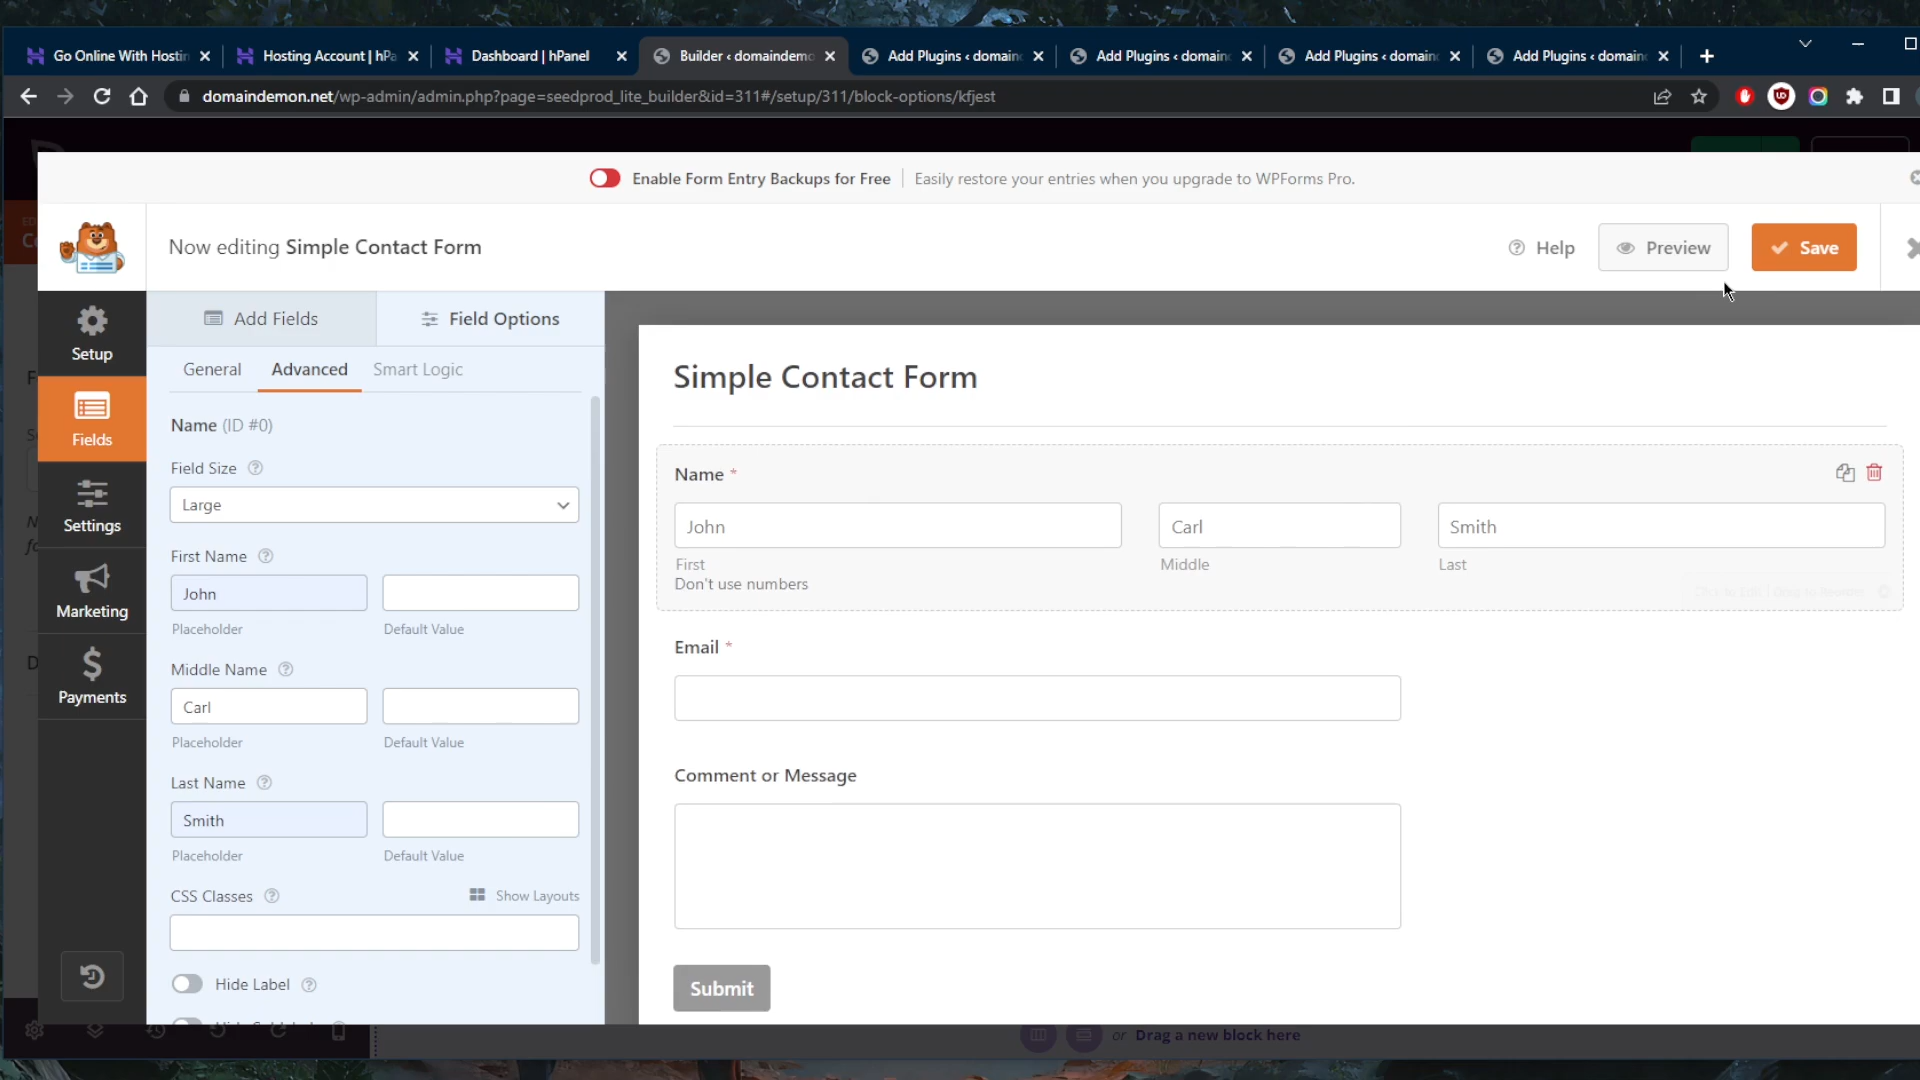 Go Online With Hostin
Hosting Account | hPa
Dashboard | hPanel
Builder ‹ domaindemo
Add Plugins ‹ domain
Add Plugins ‹ domain
Add Plugins ‹ domain
Add Plugins ‹ domain
domaindemon.net/wp-admin/admin.php?page=seedprod_lite_builder&id=311#/setup/311/block-options/kfjest
Enable Form Entry Backups for Free
Easily restore your entries when you upgrade to WPForms Pro.
Now editing Simple Contact Form
Help
Preview
Save
Setup
Fields
Settings
Marketing
Payments
Add Fields
Field Options
General
Advanced
Smart Logic
Name (ID #0)
Field Size
Large
First Name
John
Placeholder
Default Value
Middle Name
Carl
Placeholder
Default Value
Last Name
Smith
Placeholder
Default Value
CSS Classes
Show Layouts
Hide Label
Simple Contact Form
Name *
John
Carl
Smith
First
Middle
Last
Don't use numbers
Email *
Comment or Message
Submit
or Drag a new block here